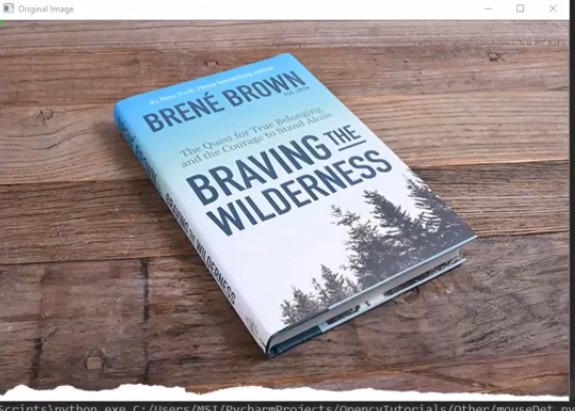 Original Image
#1 New York Times bestselling author
BRENÉ BROWN
PhD, LMSW
The Quest for True Belonging
and the Courage to Stand Alone
BRAVING THE
WILDERNESS
BROWN
BRAVING THE WILDERNESS
Scripts\python.exe C:/Users/MSI/PycharmProjects/OpencvTutorials/Other/mouseDet.py